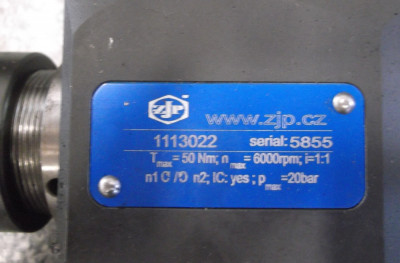 zjp
www.zjp.cz
1113022 serial: 5855
Tmax= 50 Nm; nmax= 6000rpm; i=1:1
n1 / n2; IC: yes ; pmax=20bar